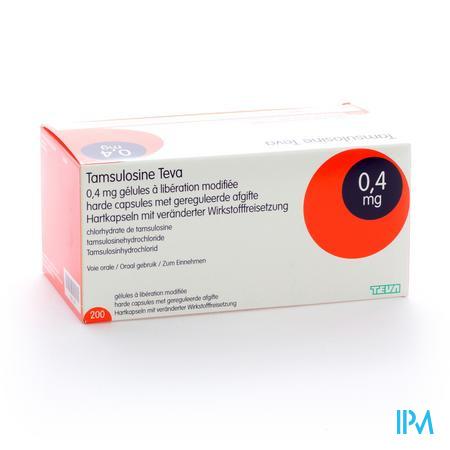 Tamsulosine Teva
0,4
mg
Tamsulosine Teva
0,4 mg gélules à libération modifiée
harde capsules met gereguleerde afgifte
Hartkapseln mit veränderter Wirkstofffreisetzung
chlorhydrate de tamsulosine
tamsulosinehydrochloride
Tamsulosinhydrochlorid
Voie orale / Oraal gebruik / Zum Einnehmen
0,4
mg
200
gélules à libération modifiée
harde capsules met gereguleerde afgifte
Hartkapseln mit veränderter Wirkstofffreisetzung
TEVA
IPM